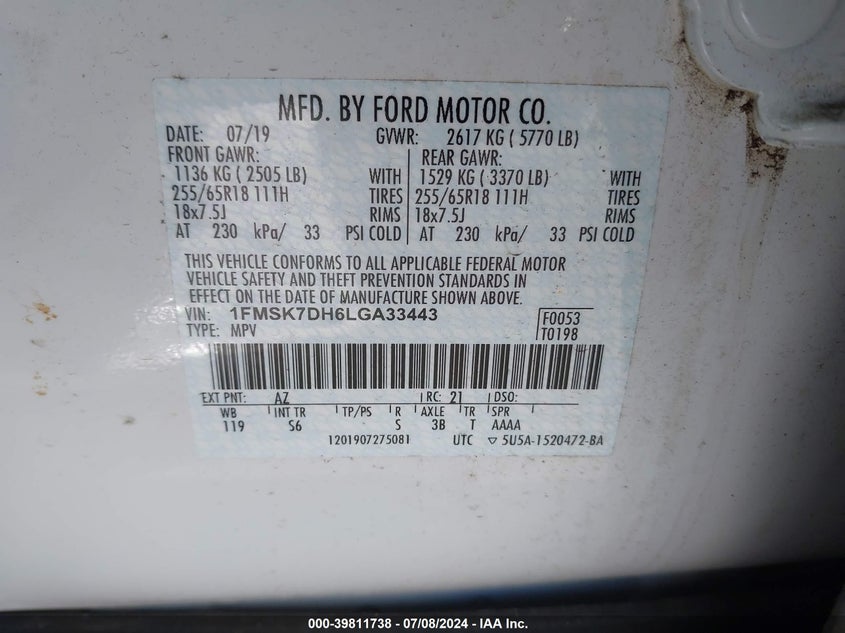 MFD. BY FORD MOTOR CO.
DATE: 07/19 GVWR: 2617 KG ( 5770 LB)
FRONT GAWR: REAR GAWR:
1136 KG ( 2505 LB) WITH 1529 KG ( 3370 LB) WITH
255/65R18 111H TIRES 255/65R18 111H TIRES
18x7.5J RIMS 18x7.5J RIMS
AT 230 kPa/ 33 PSI COLD AT 230 kPa/ 33 PSI COLD
THIS VEHICLE CONFORMS TO ALL APPLICABLE FEDERAL MOTOR
VEHICLE SAFETY AND THEFT PREVENTION STANDARDS IN
EFFECT ON THE DATE OF MANUFACTURE SHOWN ABOVE.
VIN: 1FMSK7DH6LGA33443 F0053
TYPE: MPV T0198
EXT PNT: AZ RC: 21 DSO:
WB INT TR TP/PS R AXLE TR SPR
119 S6 S 3B T AAAA
1201907275081 UTC ▽ 5U5A-1520472-BA
000-39811738 - 07/08/2024 - IAA Inc.